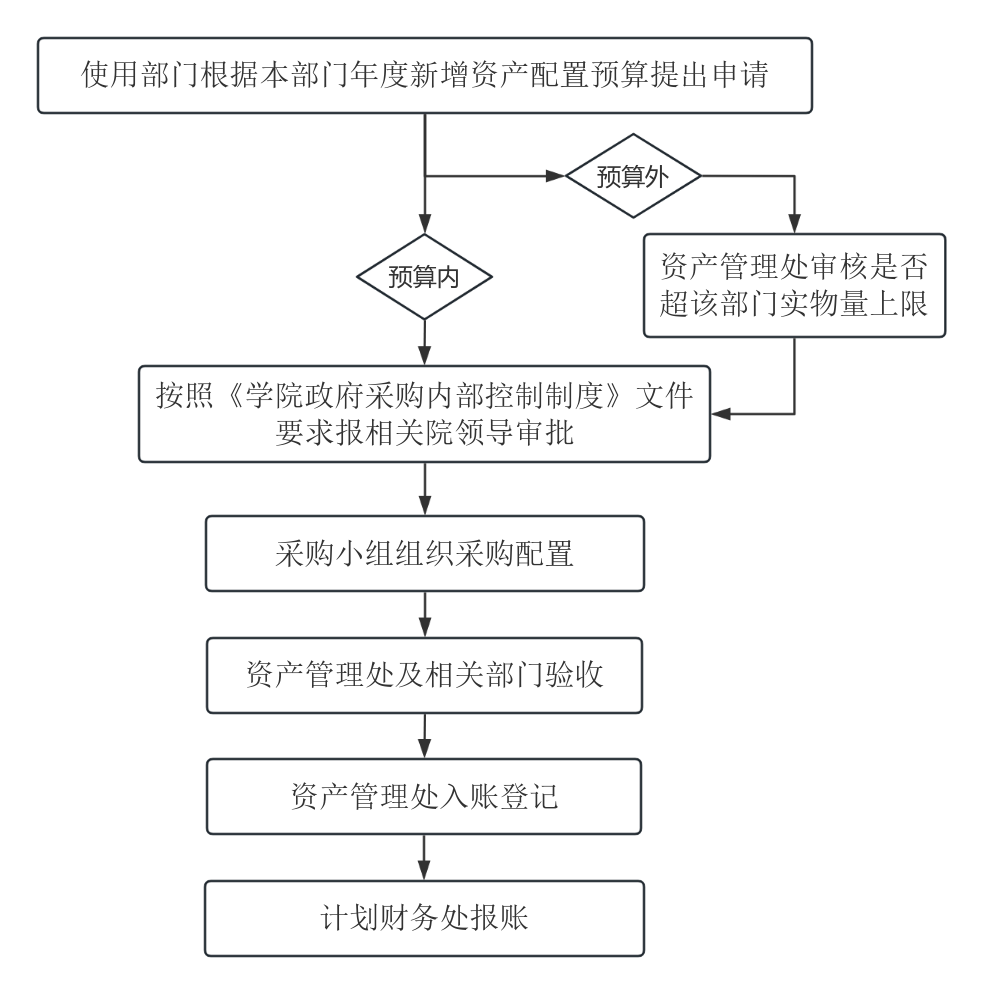 使用部门根据本部门年度新增资产配置预算提出申请
预算外
预算内
资产管理处审核是否
超该部门实物量上限
按照《学院政府采购内部控制制度》文件
要求报相关院领导审批
采购小组组织采购配置
资产管理处及相关部门验收
资产管理处入账登记
计划财务处报账